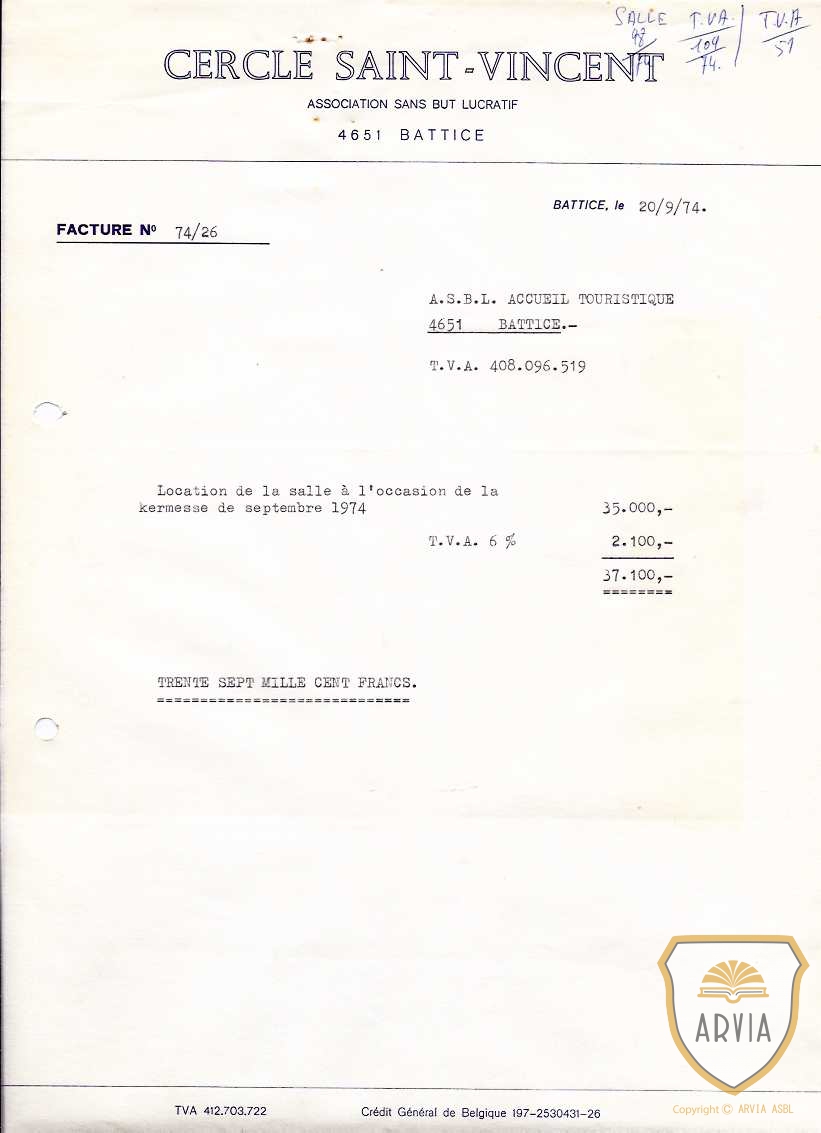 SALLE T.V.A. T.V.A
98 109 51
74 74.
CERCLE SAINT-VINCENT
ASSOCIATION SANS BUT LUCRATIF
4651 BATTICE
BATTICE, le 20/9/74.
FACTURE No 74/26
A.S.B.L. ACCUEIL TOURISTIQUE
4651 BATTICE.-
T.V.A. 408.096.519
Location de la salle à l'occasion de la
kermesse de septembre 1974 35.000,-
T.V.A. 6 % 2.100,-
37.100,-
========
TRENTE SEPT MILLE CENT FRANCS.
=============================
ARVIA
Copyright © ARVIA ASBL
TVA 412.703.722 Crédit Général de Belgique 197-2530431-26